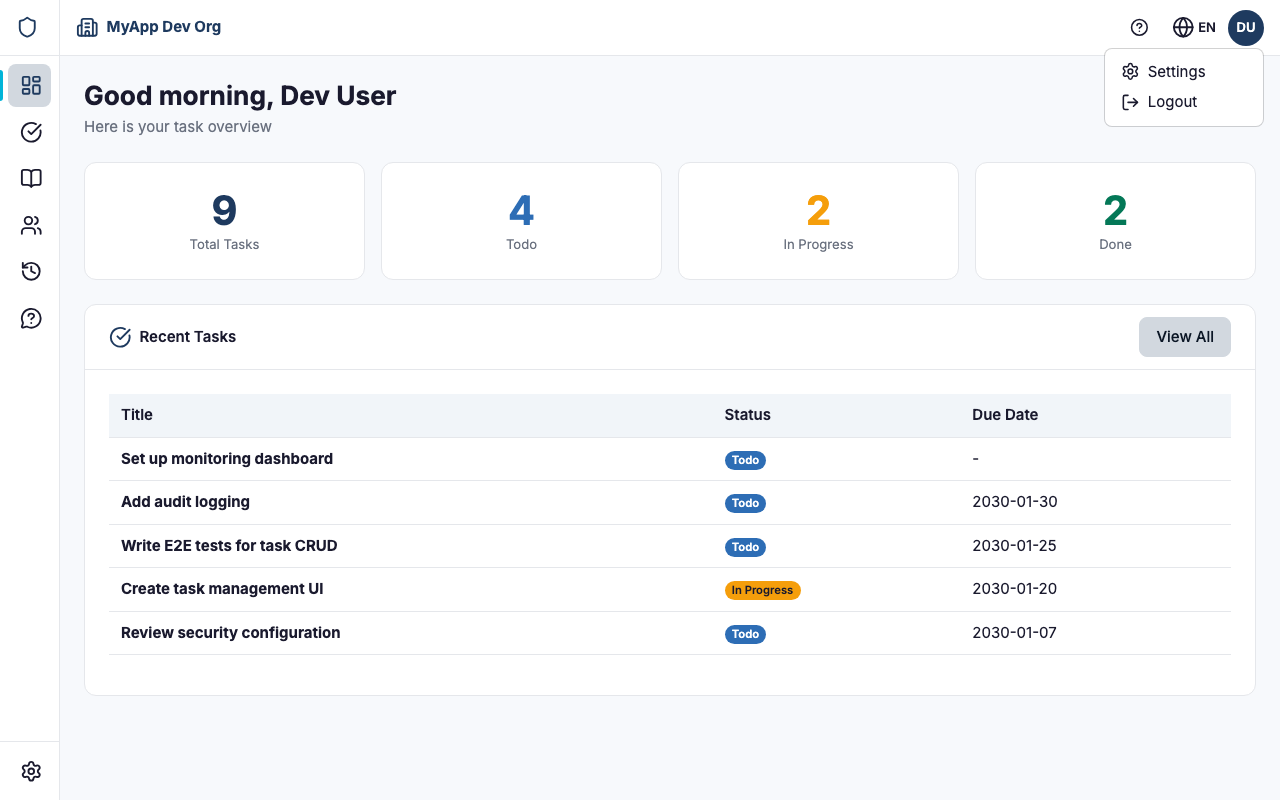 MyApp Dev Org
EN
DU
Settings
Logout
Good morning, Dev User
Here is your task overview
9
Total Tasks
4
Todo
2
In Progress
2
Done
Recent Tasks
View All
Title Status Due Date
Set up monitoring dashboard Todo -
Add audit logging Todo 2030-01-30
Write E2E tests for task CRUD Todo 2030-01-25
Create task management UI In Progress 2030-01-20
Review security configuration Todo 2030-01-07